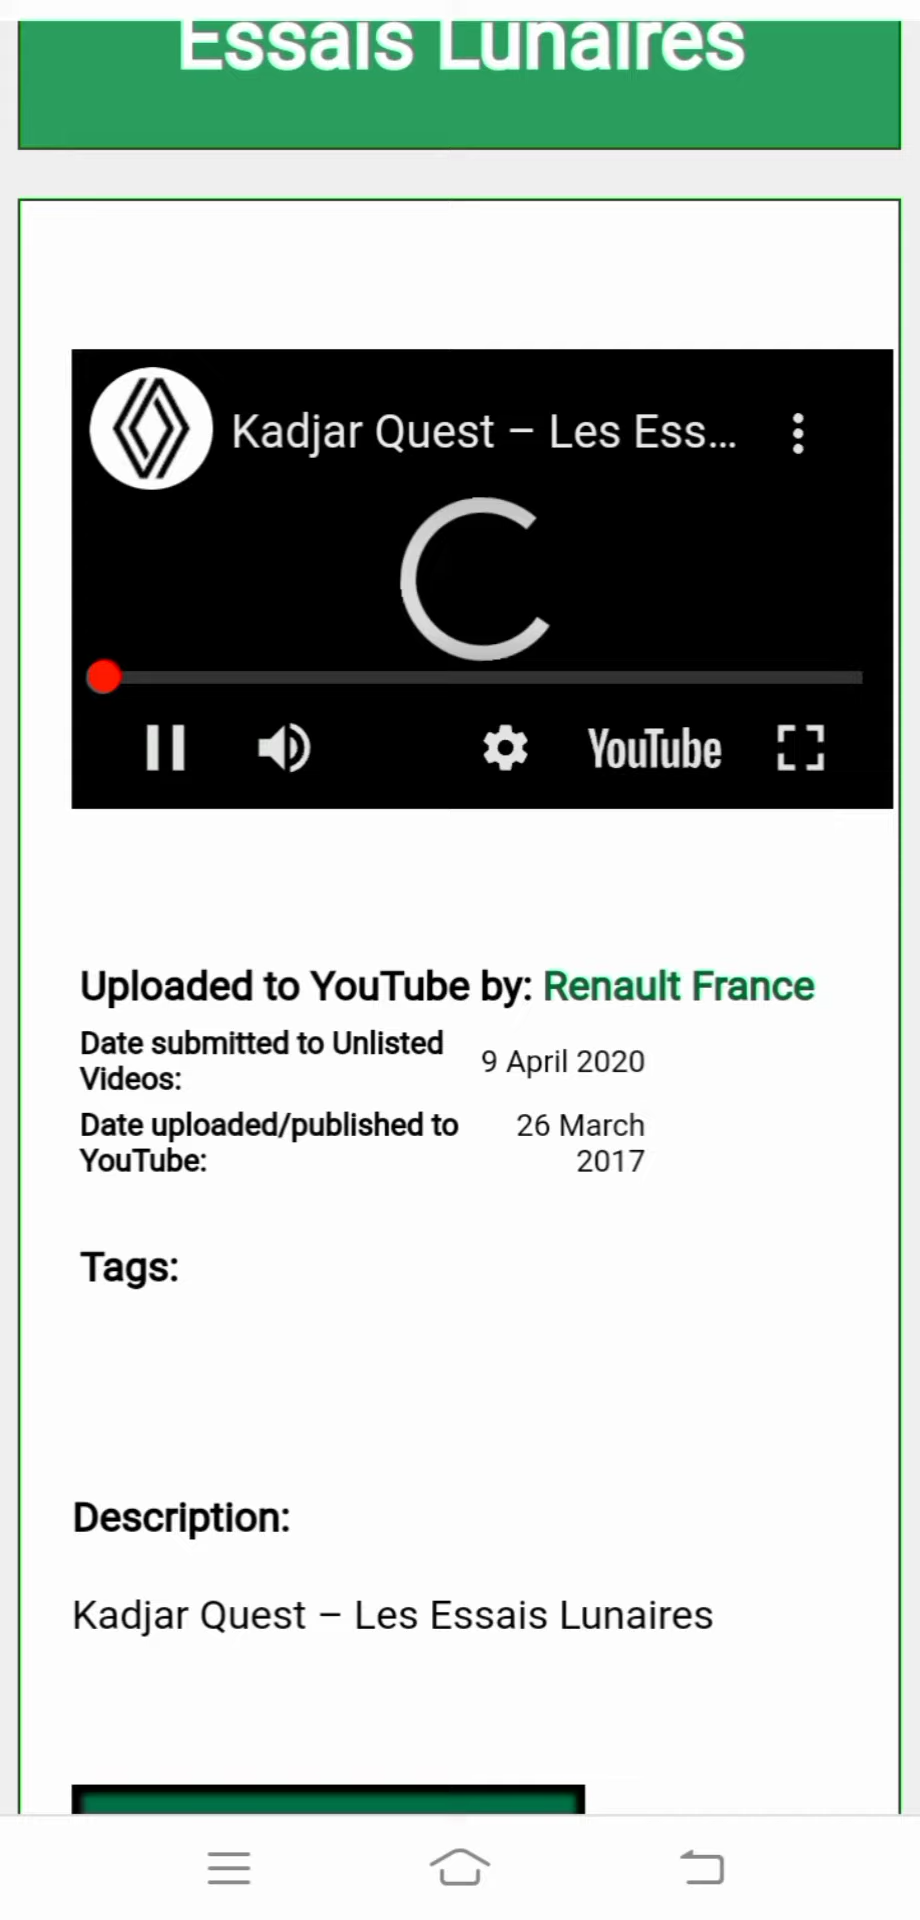 Essais Lunaires
Kadjar Quest – Les Ess...
YouTube
Uploaded to YouTube by: Renault France
Date submitted to Unlisted
Videos:
9 April 2020
Date uploaded/published to
YouTube:
26 March
2017
Tags:
Description:
Kadjar Quest – Les Essais Lunaires